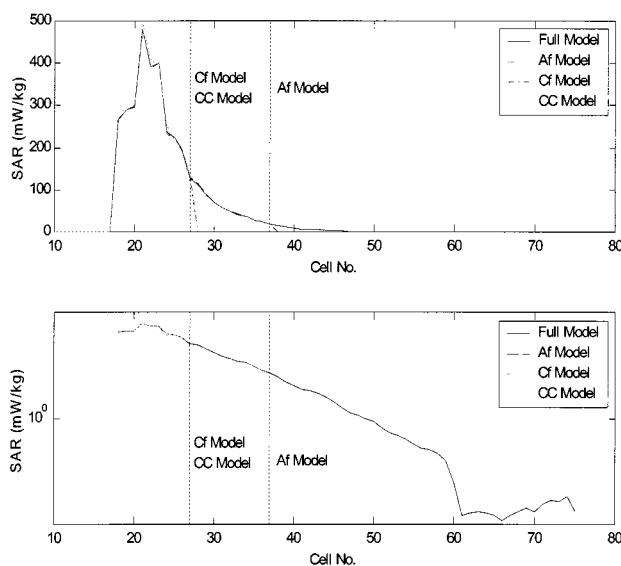 500
400
300
200
100
0
SAR (mW/kg)
Cf Model
CC Model
Af Model
Full Model
Af Model
Cf Model
CC Model
10 20 30 40 50 60 70 80
Cell No.
SAR (mW/kg)
10^0
Full Model
Af Model
Cf Model
CC Model
Cf Model
CC Model
Af Model
10 20 30 40 50 60 70 80
Cell No.